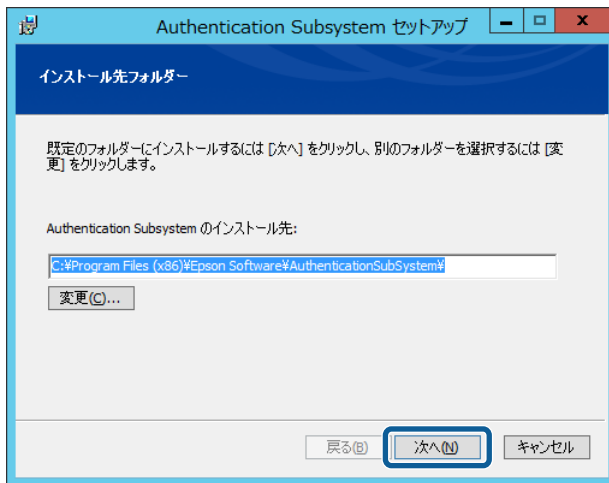 Authentication Subsystem セットアップ
インストール先フォルダー
既定のフォルダーにインストールするには [次へ] をクリックし、別のフォルダーを選択するには [変
更] をクリックします。
Authentication Subsystem のインストール先:
C:¥Program Files (x86)¥Epson Software¥AuthenticationSubSystem¥
変更(C)...
戻る(B) 次へ(N) キャンセル